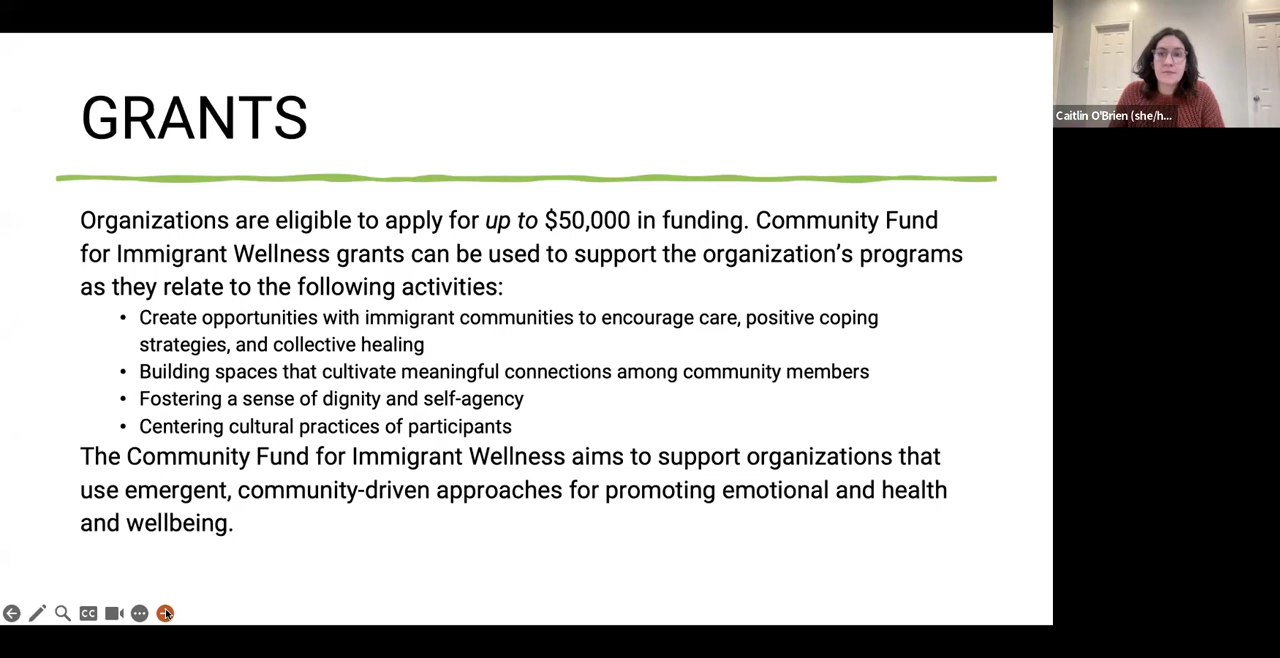 GRANTS
Organizations are eligible to apply for up to $50,000 in funding. Community Fund
for Immigrant Wellness grants can be used to support the organization's programs
as they relate to the following activities:
• Create opportunities with immigrant communities to encourage care, positive coping
strategies, and collective healing
• Building spaces that cultivate meaningful connections among community members
• Fostering a sense of dignity and self-agency
• Centering cultural practices of participants
The Community Fund for Immigrant Wellness aims to support organizations that
use emergent, community-driven approaches for promoting emotional and health
and wellbeing.
CC
Caitlin O'Brien (she/h...